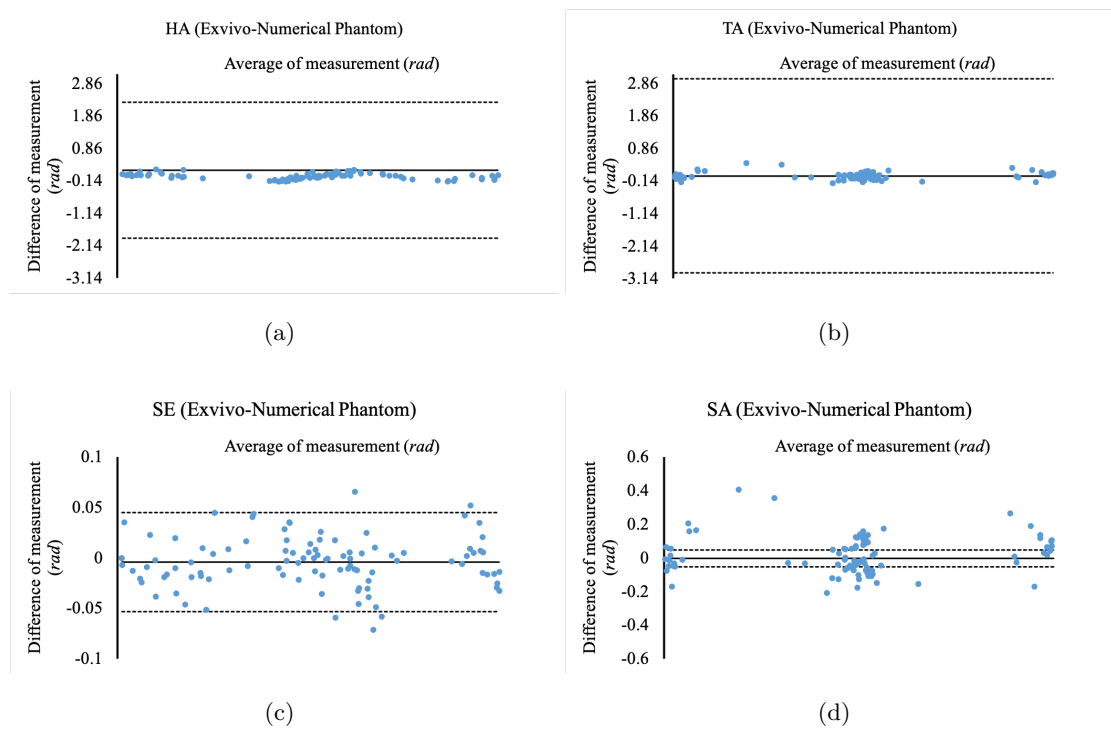 HA (Exvivo-Numerical Phantom)
Average of measurement (rad)
Difference of measurement
(rad)
2.86
1.86
0.86
-0.14
-1.14
-2.14
-3.14
(a)
TA (Exvivo-Numerical Phantom)
Average of measurement (rad)
Difference of measurement
(rad)
2.86
1.86
0.86
-0.14
-1.14
-2.14
-3.14
(b)
SE (Exvivo-Numerical Phantom)
Average of measurement (rad)
Difference of measurement
(rad)
0.1
0.05
0
-0.05
-0.1
(c)
SA (Exvivo-Numerical Phantom)
Average of measurement (rad)
Difference of measurement
(rad)
0.6
0.4
0.2
0
-0.2
-0.4
-0.6
(d)